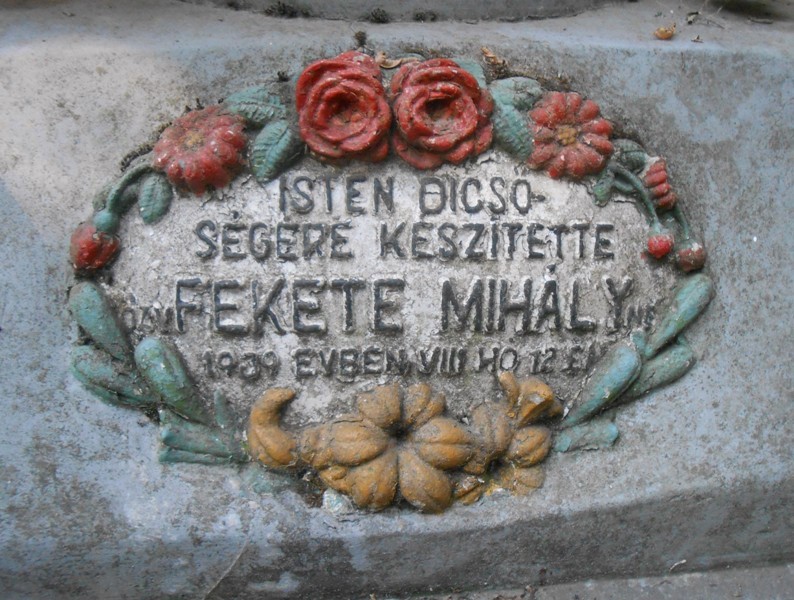 ISTEN DICSŐ-
SÉGÉRE KÉSZÍTETTE
ÖZV FEKETE MIHÁLYNÉ
1939 ÉVBEN VIII HÓ 12 ÉN